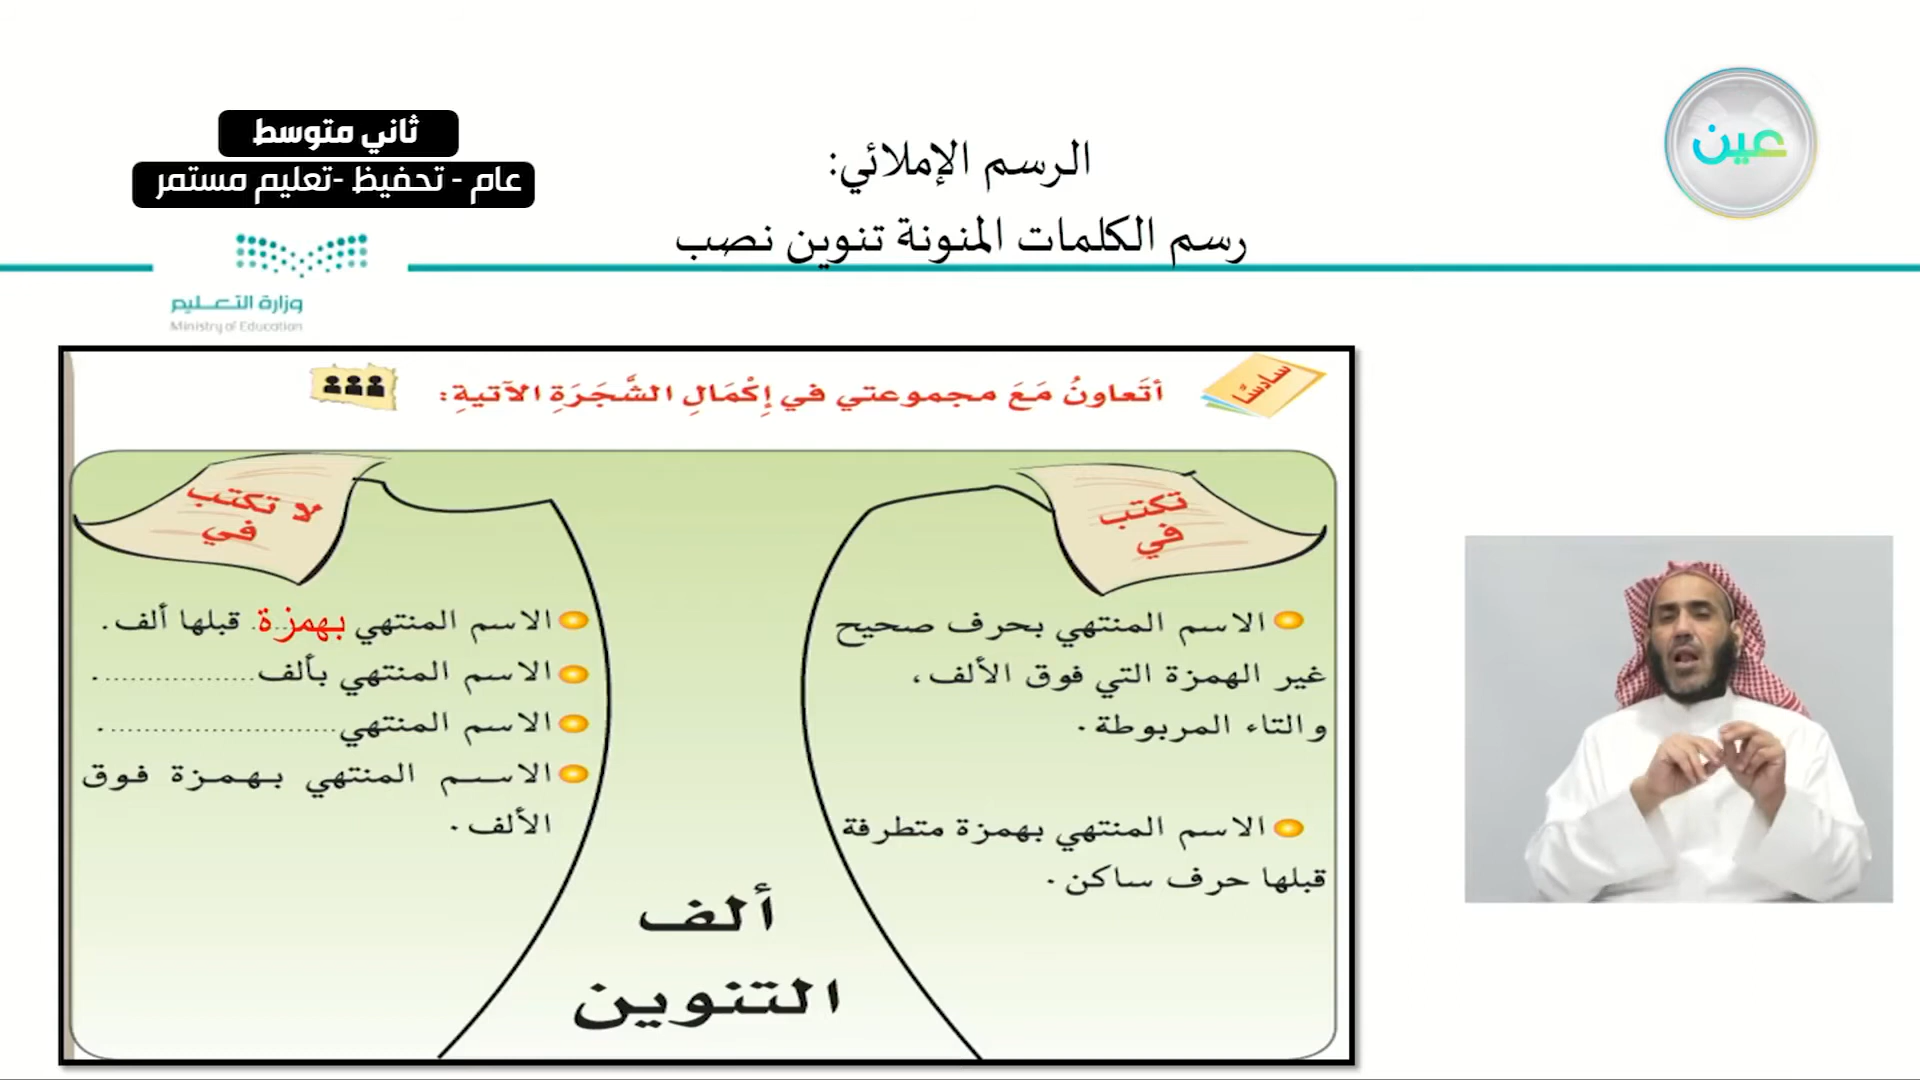 ثاني متوسط
عام - تحفيظ -تعليم مستمر
عين
الرسم الإملائي:
رسم الكلمات المنونة تنوين نصب
وزارة التعليم
Ministry of Education
سادسًا
أتَعاونُ مَعَ مجموعتي في إكْمَالِ الشَّجَرَةِ الآتيةِ:
تكتب
في
الاسم المنتهي بحرف صحيح
غير الهمزة التي فوق الألف،
والتاء المربوطة.
الاسم المنتهي بهمزة متطرفة
قبلها حرف ساكن.
لا تكتب
في
الاسم المنتهي بهمزة قبلها ألف.
الاسم المنتهي بألف..................
الاسم المنتهي..........................
الاسم المنتهي بهمزة فوق
الألف.
ألف
التنوين